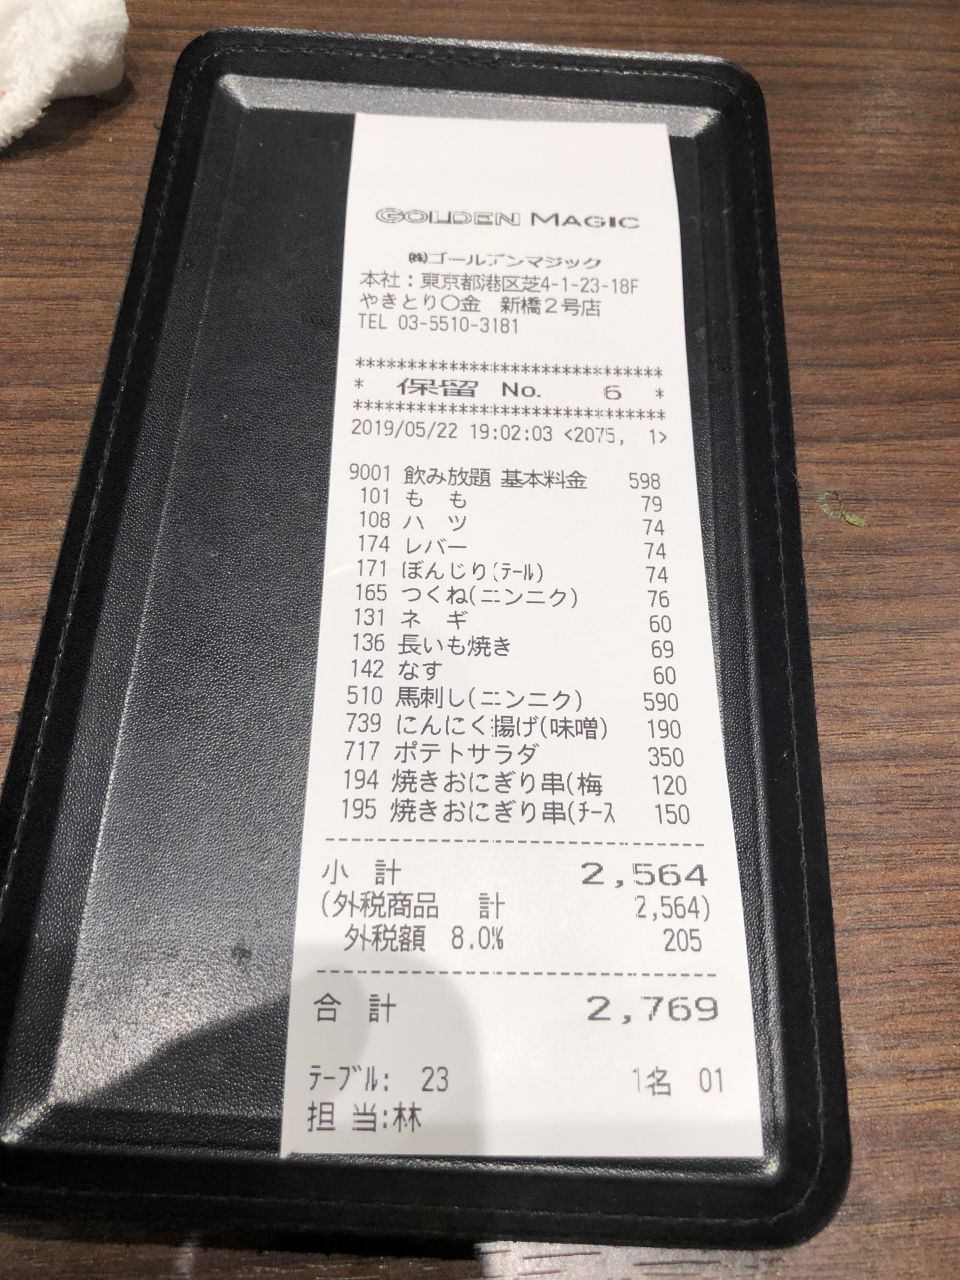 GOLDEN MAGIC
㈱ゴールデンマジック
本社：東京都港区芝4-1-23-18F
やきとり〇金 新橋２号店
TEL 03-5510-3181
******************************
* 保留 No. 6 *
******************************
2019/05/22 19:02:03 <2075, 1>
9001 飲み放題 基本料金 598
101 も も 79
108 ハ ツ 74
174 レバー 74
171 ぼんじり(ﾃｰﾙ) 74
165 つくね(ニンニク) 76
131 ネ ギ 60
136 長いも焼き 69
142 なす 60
510 馬刺し(ニンニク) 590
739 にんにく揚げ(味噌) 190
717 ポテトサラダ 350
194 焼きおにぎり串(梅 120
195 焼きおにぎり串(ﾁｰｽ 150
小 計 2,564
(外税商品 計 2,564)
外税額 8.0% 205
合 計 2,769
ﾃｰﾌﾞﾙ: 23 1名 01
担 当:林